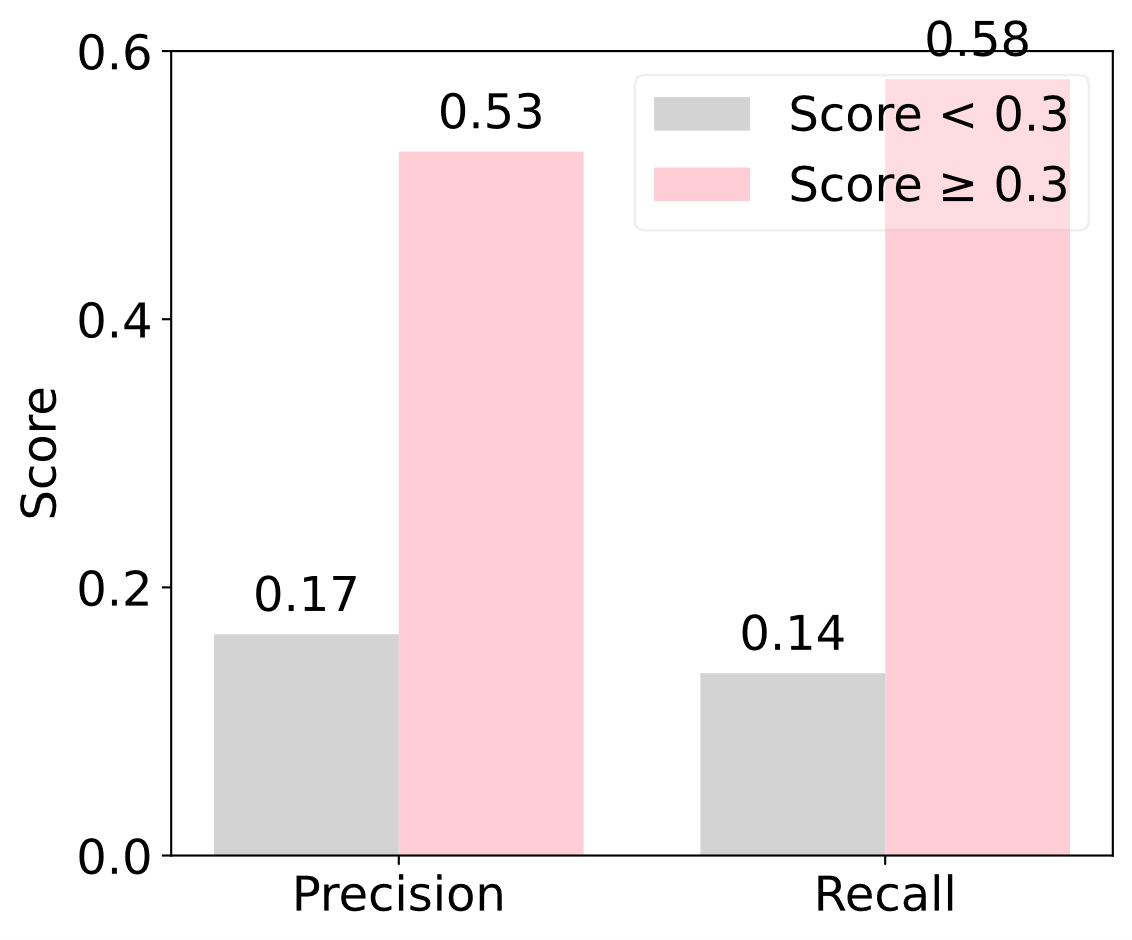 0.58
0.6
0.53
Score < 0.3
Score ≥ 0.3
0.4
Score
0.2
0.17
0.14
0.0
Precision
Recall